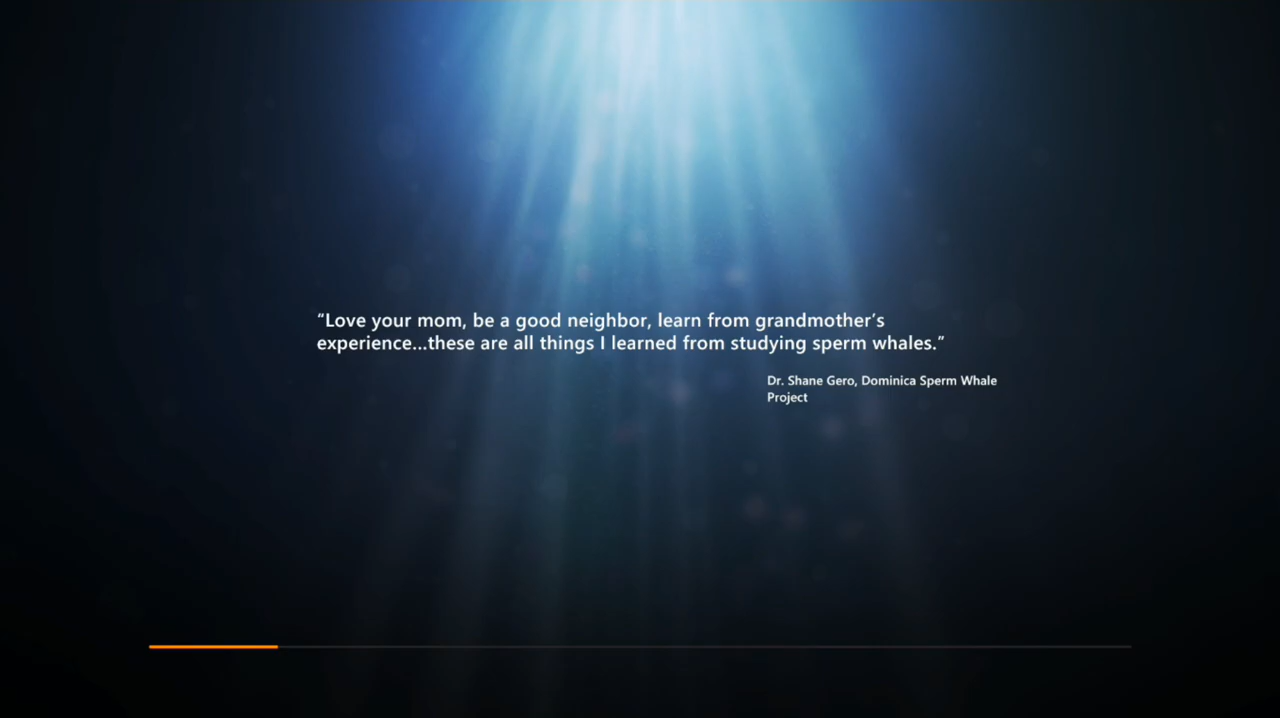 “Love your mom, be a good neighbor, learn from grandmother’s
experience...these are all things I learned from studying sperm whales.”
Dr. Shane Gero, Dominica Sperm Whale
Project